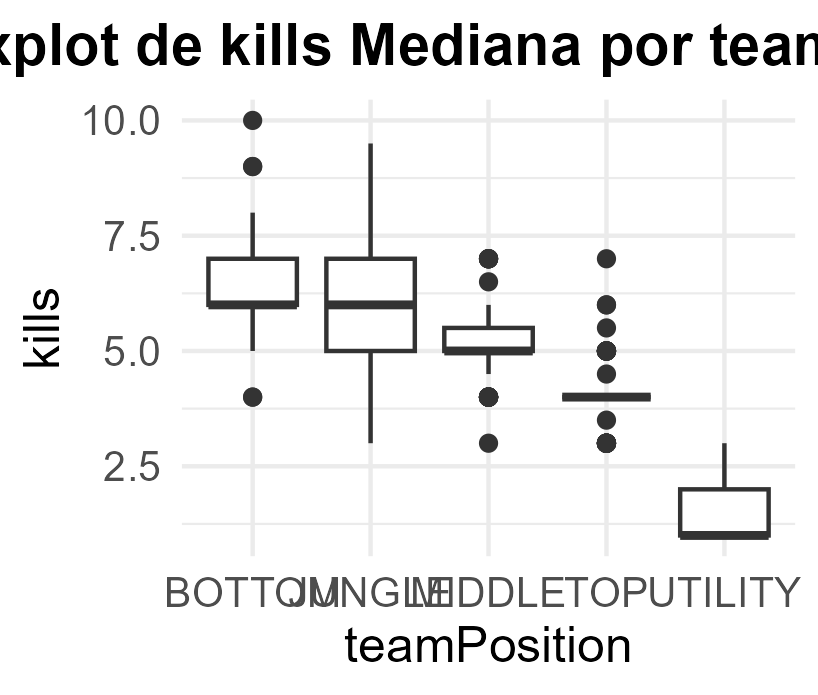 xplot de kills Mediana por team
10.0
7.5
5.0
2.5
kills
BOTTOM JUNGLE MIDDLE TOP UTILITY
teamPosition